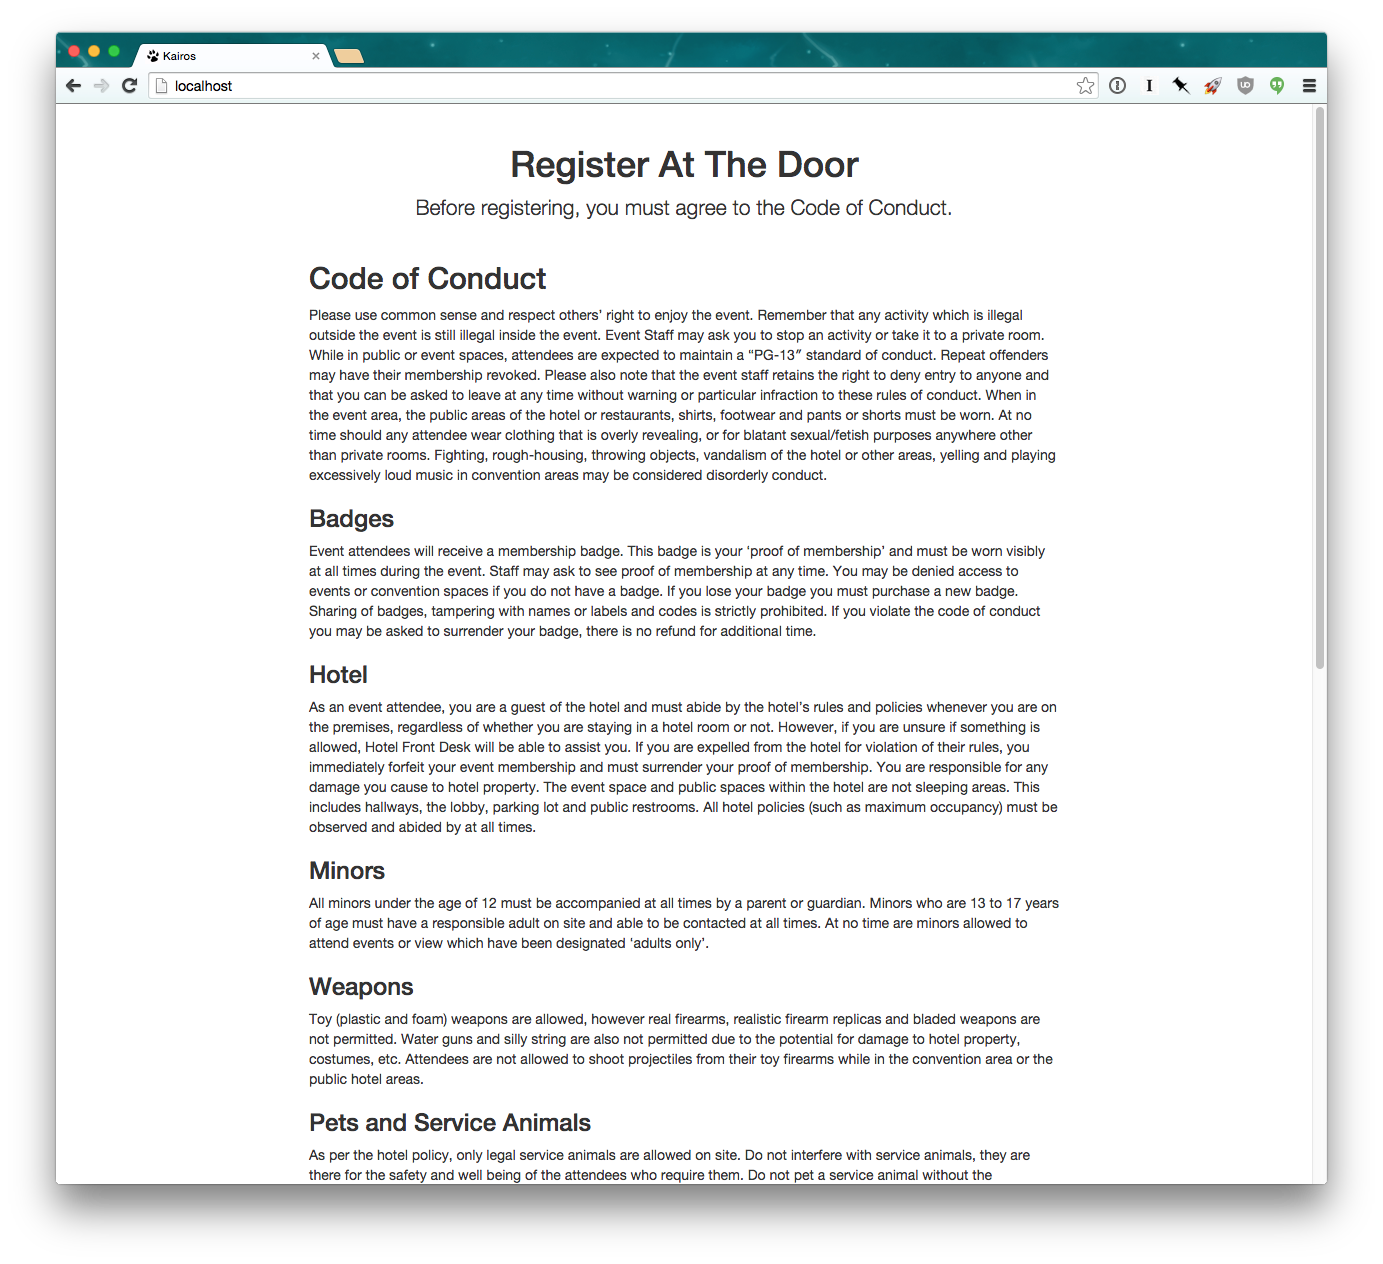 Kairos
localhost
Register At The Door
Before registering, you must agree to the Code of Conduct.
Code of Conduct
Please use common sense and respect others' right to enjoy the event. Remember that any activity which is illegal
outside the event is still illegal inside the event. Event Staff may ask you to stop an activity or take it to a private room.
While in public or event spaces, attendees are expected to maintain a “PG-13″ standard of conduct. Repeat offenders
may have their membership revoked. Please also note that the event staff retains the right to deny entry to anyone and
that you can be asked to leave at any time without warning or particular infraction to these rules of conduct. When in
the event area, the public areas of the hotel or restaurants, shirts, footwear and pants or shorts must be worn. At no
time should any attendee wear clothing that is overly revealing, or for blatant sexual/fetish purposes anywhere other
than private rooms. Fighting, rough-housing, throwing objects, vandalism of the hotel or other areas, yelling and playing
excessively loud music in convention areas may be considered disorderly conduct.
Badges
Event attendees will receive a membership badge. This badge is your ‘proof of membership’ and must be worn visibly
at all times during the event. Staff may ask to see proof of membership at any time. You may be denied access to
events or convention spaces if you do not have a badge. If you lose your badge you must purchase a new badge.
Sharing of badges, tampering with names or labels and codes is strictly prohibited. If you violate the code of conduct
you may be asked to surrender your badge, there is no refund for additional time.
Hotel
As an event attendee, you are a guest of the hotel and must abide by the hotel's rules and policies whenever you are on
the premises, regardless of whether you are staying in a hotel room or not. However, if you are unsure if something is
allowed, Hotel Front Desk will be able to assist you. If you are expelled from the hotel for violation of their rules, you
immediately forfeit your event membership and must surrender your proof of membership. You are responsible for any
damage you cause to hotel property. The event space and public spaces within the hotel are not sleeping areas. This
includes hallways, the lobby, parking lot and public restrooms. All hotel policies (such as maximum occupancy) must be
observed and abided by at all times.
Minors
All minors under the age of 12 must be accompanied at all times by a parent or guardian. Minors who are 13 to 17 years
of age must have a responsible adult on site and able to be contacted at all times. At no time are minors allowed to
attend events or view which have been designated ‘adults only’.
Weapons
Toy (plastic and foam) weapons are allowed, however real firearms, realistic firearm replicas and bladed weapons are
not permitted. Water guns and silly string are also not permitted due to the potential for damage to hotel property,
costumes, etc. Attendees are not allowed to shoot projectiles from their toy firearms while in the convention area or the
public hotel areas.
Pets and Service Animals
As per the hotel policy, only legal service animals are allowed on site. Do not interfere with service animals, they are
there for the safety and well being of the attendees who require them. Do not pet a service animal without the